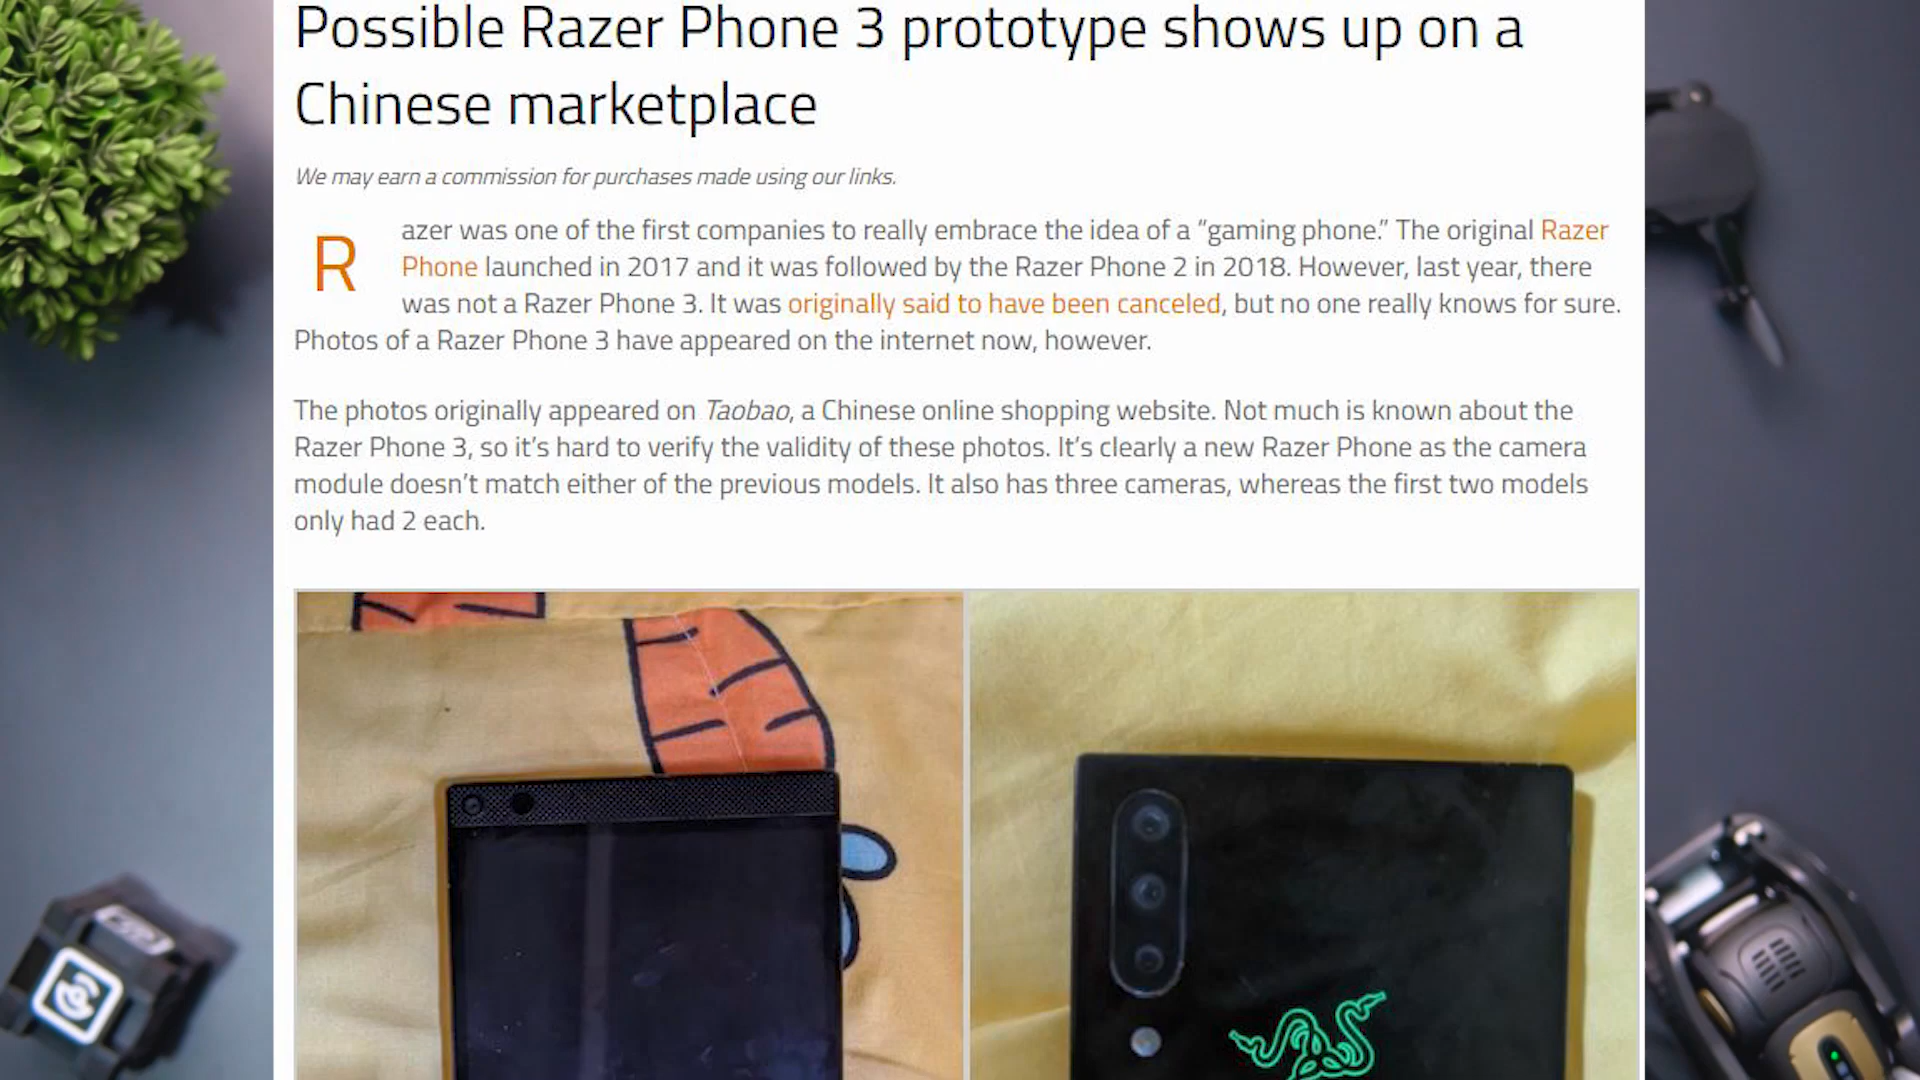 Possible Razer Phone 3 prototype shows up on a
Chinese marketplace
We may earn a commission for purchases made using our links.
Razer was one of the first companies to really embrace the idea of a “gaming phone.” The original Razer
Phone launched in 2017 and it was followed by the Razer Phone 2 in 2018. However, last year, there
was not a Razer Phone 3. It was originally said to have been canceled, but no one really knows for sure.
Photos of a Razer Phone 3 have appeared on the internet now, however.
The photos originally appeared on Taobao, a Chinese online shopping website. Not much is known about the
Razer Phone 3, so it’s hard to verify the validity of these photos. It’s clearly a new Razer Phone as the camera
module doesn’t match either of the previous models. It also has three cameras, whereas the first two models
only had 2 each.